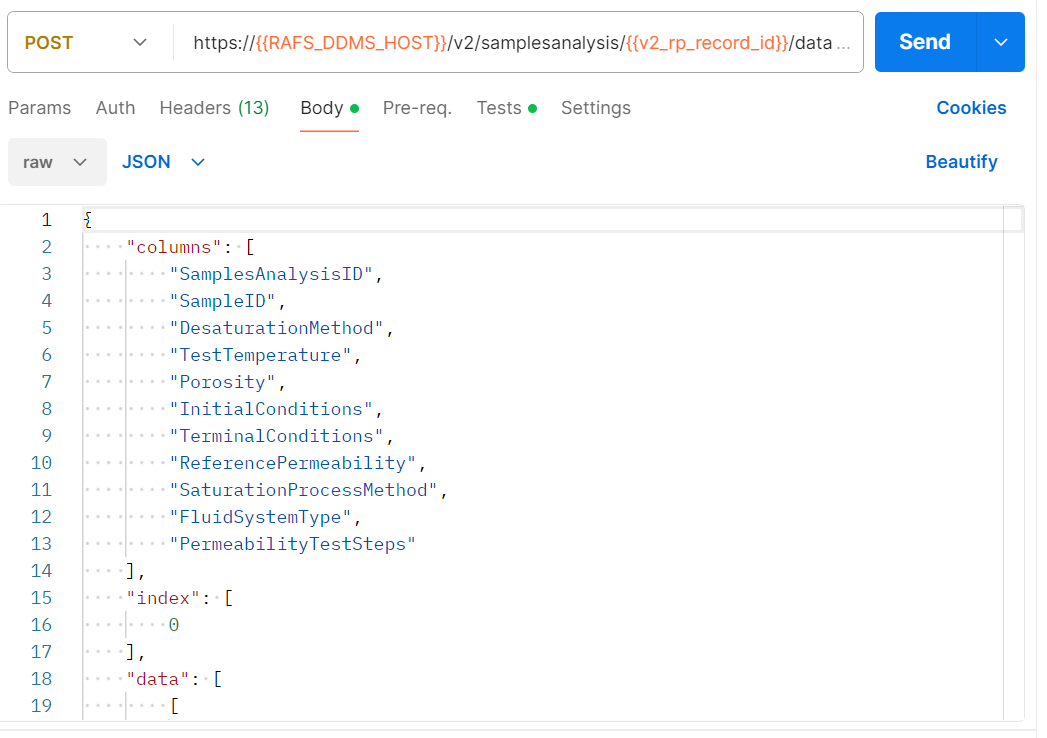 POST https://{{RAFS_DDMS_HOST}}/v2/samplesanalysis/{{v2_rp_record_id}}/data ... Send
Params Auth Headers (13) Body Pre-req. Tests Settings Cookies
raw JSON Beautify
1 {
2 "columns": [
3 "SamplesAnalysisID",
4 "SampleID",
5 "DesaturationMethod",
6 "TestTemperature",
7 "Porosity",
8 "InitialConditions",
9 "TerminalConditions",
10 "ReferencePermeability",
11 "SaturationProcessMethod",
12 "FluidSystemType",
13 "PermeabilityTestSteps"
14 ],
15 "index": [
16 0
17 ],
18 "data": [
19 [